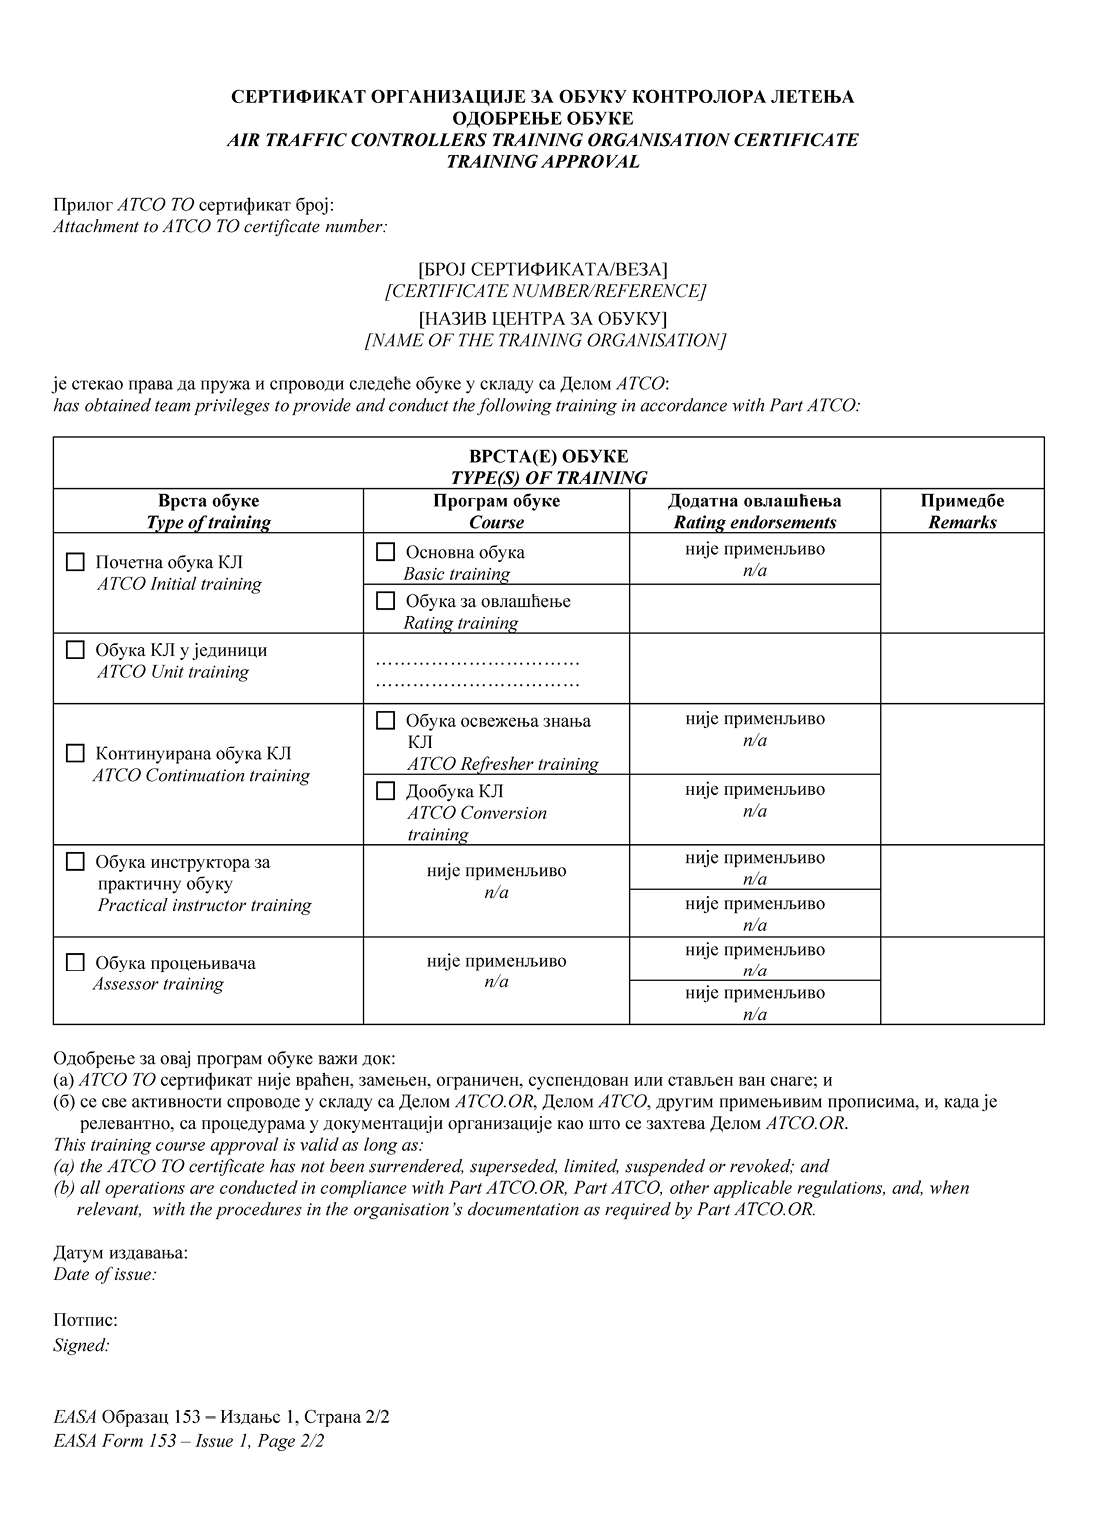 СЕРТИФИКАТ ОРГАНИЗАЦИЈЕ ЗА ОБУКУ КОНТРОЛОРА ЛЕТЕЊА
ОДОБРЕЊЕ ОБУКЕ
AIR TRAFFIC CONTROLLERS TRAINING ORGANISATION CERTIFICATE
TRAINING APPROVAL
Прилог ATCO TO сертификат број:
Attachment to ATCO TO certificate number:
[БРОЈ СЕРТИФИКАТА/ВЕЗА]
[CERTIFICATE NUMBER/REFERENCE]
[НАЗИВ ЦЕНТРА ЗА ОБУКУ]
[NAME OF THE TRAINING ORGANISATION]
је стекао права да пружа и спроводи следеће обуке у складу са Делом ATCO:
has obtained team privileges to provide and conduct the following training in accordance with Part ATCO:
ВРСТА(Е) ОБУКЕ
TYPE(S) OF TRAINING
Врста обуке
Type of training
Програм обуке
Course
Додатна овлашћења
Rating endorsements
Примедбе
Remarks
Почетна обука КЛ
ATCO Initial training
Основна обука
Basic training
није применљиво
n/a
Обука за овлашћење
Rating training
Обука КЛ у јединици
ATCO Unit training
……………………………
……………………………
Континуирана обука КЛ
ATCO Continuation training
Обука освежења знања
КЛ
ATCO Refresher training
није применљиво
n/a
Дообука КЛ
ATCO Conversion
training
није применљиво
n/a
Обука инструктора за
практичну обуку
Practical instructor training
није применљиво
n/a
није применљиво
n/a
није применљиво
n/a
Обука процењивача
Assessor training
није применљиво
n/a
није применљиво
n/a
није применљиво
n/a
Одобрење за овај програм обуке важи док:
(а) ATCO TO сертификат није враћен, замењен, ограничен, суспендован или стављен ван снаге; и
(б) се све активности спроводе у складу са Делом ATCO.OR, Делом ATCO, другим примењивим прописима, и, када је
релевантно, са процедурама у документацији организације као што се захтева Делом ATCO.OR.
This training course approval is valid as long as:
(a) the ATCO TO certificate has not been surrendered, superseded, limited, suspended or revoked; and
(b) all operations are conducted in compliance with Part ATCO.OR, Part ATCO, other applicable regulations, and, when
relevant, with the procedures in the organisation’s documentation as required by Part ATCO.OR.
Датум издавања:
Date of issue:
Потпис:
Signed:
EASA Образац 153 – Издањс 1, Страна 2/2
EASA Form 153 – Issue 1, Page 2/2